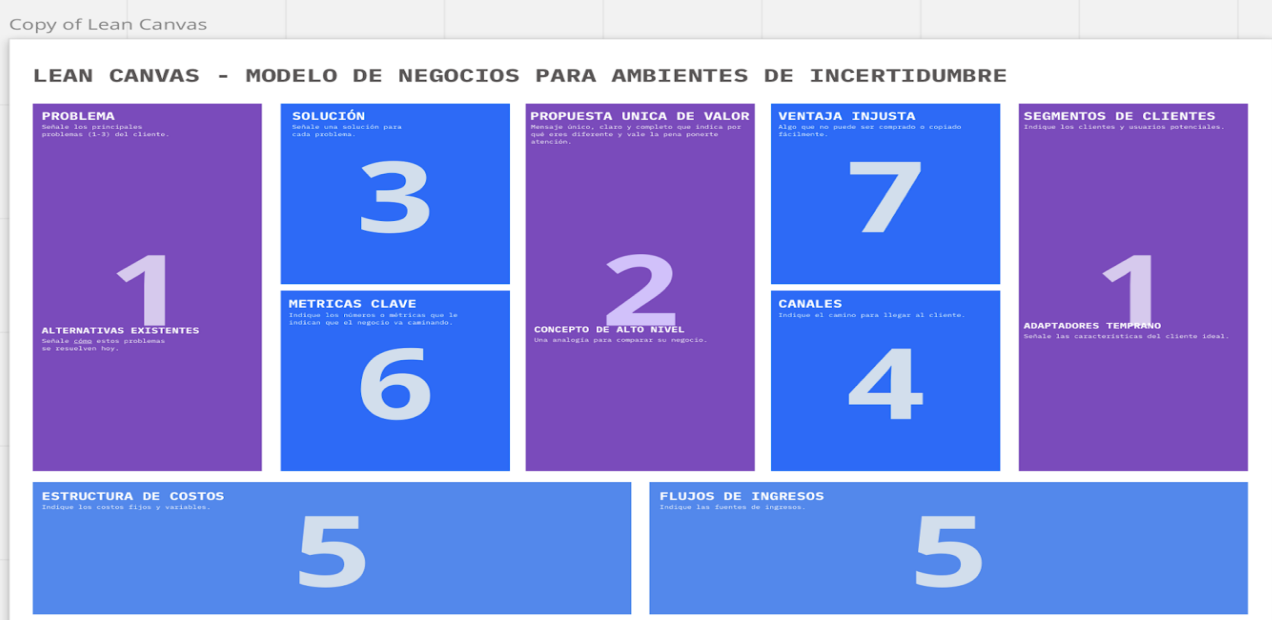 Copy of Lean Canvas
LEAN CANVAS - MODELO DE NEGOCIOS PARA AMBIENTES DE INCERTIDUMBRE
PROBLEMA
Señale los principales
problemas (1-3) del cliente.
1
ALTERNATIVAS EXISTENTES
Señale cómo estos problemas
se resuelven hoy.
SOLUCIÓN
Señale una solución para
cada problema.
3
METRICAS CLAVE
Indique los números o métricas que le
indican que el negocio va caminando.
6
PROPUESTA UNICA DE VALOR
Mensaje único, claro y completo que indica por
qué eres diferente y vale la pena ponerte
atención.
2
CONCEPTO DE ALTO NIVEL
Una analogía para comparar su negocio.
VENTAJA INJUSTA
Algo que no puede ser comprado o copiado
fácilmente.
7
CANALES
Indique el camino para llegar al cliente.
4
SEGMENTOS DE CLIENTES
Indique los clientes y usuarios potenciales.
1
ADAPTADORES TEMPRANO
Señale las características del cliente ideal.
ESTRUCTURA DE COSTOS
Indique los costos fijos y variables.
5
FLUJOS DE INGRESOS
Indique las fuentes de ingresos.
5